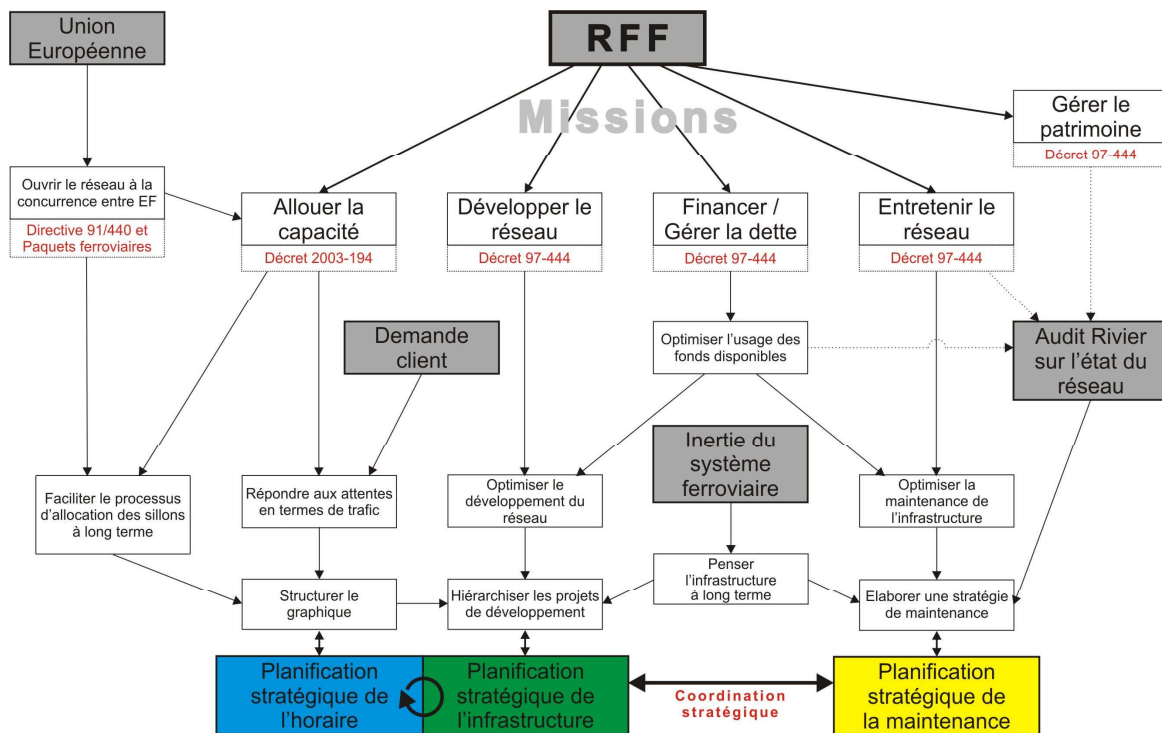 Union
Européenne
RFF
Missions
Gérer le
patrimoine
Décret 97-444
Ouvrir le réseau à la
concurrence entre EF
Directive 91/440 et
Paquets ferroviaires
Allouer la
capacité
Décret 2003-194
Développer le
réseau
Décret 97-444
Financer /
Gérer la dette
Décret 97-444
Entretenir le
réseau
Décret 97-444
Demande
client
Optimiser l'usage des
fonds disponibles
Audit Rivier
sur l'état du
réseau
Inertie du
système
ferroviaire
Faciliter le processus
d'allocation des sillons
à long terme
Répondre aux attentes
en termes de trafic
Optimiser le
développement du
réseau
Optimiser la
maintenance de
l'infrastructure
Structurer le
graphique
Hiérarchiser les projets
de développement
Penser
l'infrastructure
à long terme
Elaborer une stratégie
de maintenance
Planification
stratégique de
l'horaire
Planification
stratégique de
l'infrastructure
Coordination
stratégique
Planification
stratégique de
la maintenance